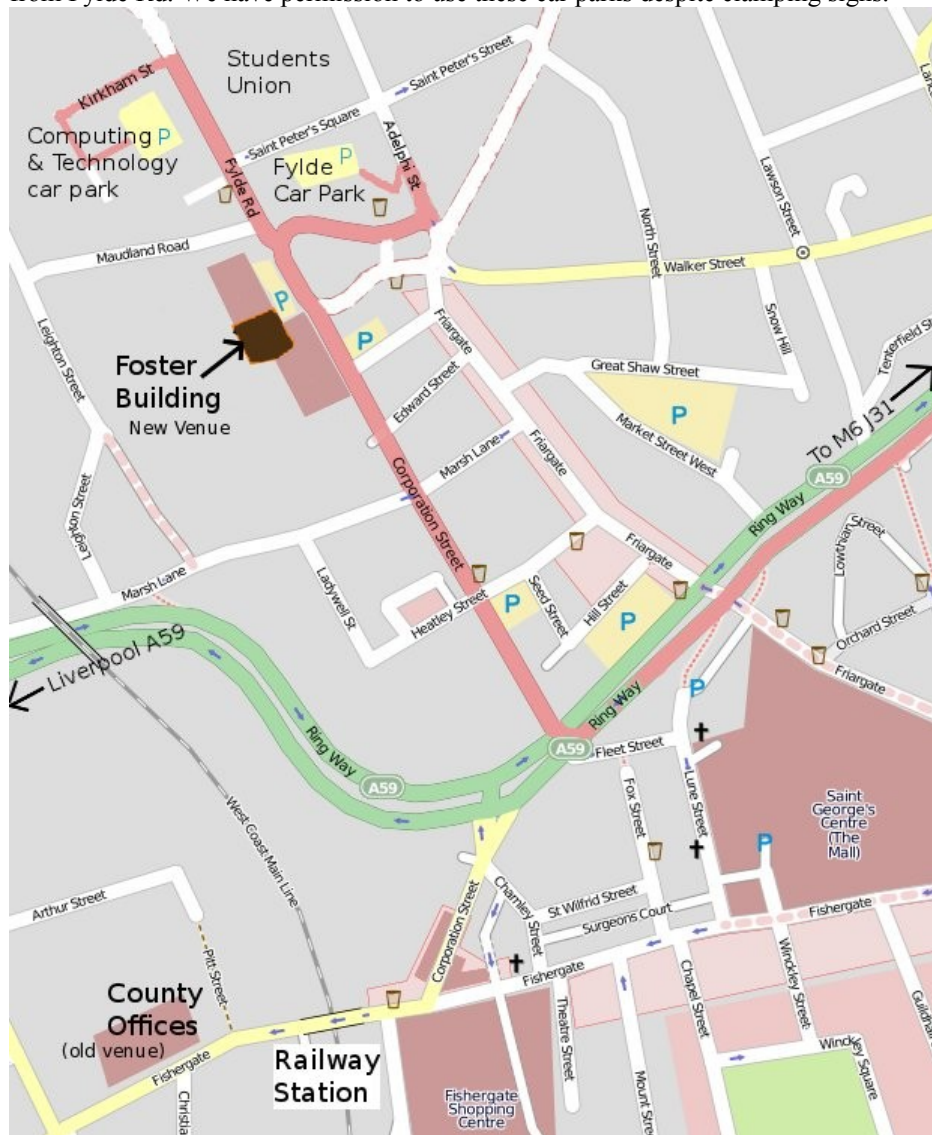 from Fylde Rd. We have permission to use these car parks despite clamping signs.
Students
Union
Saint Peter's Street
Kirkham St
Saint Peter's Square
Computing P
& Technology
car park
Fylde Rd
Fylde
Car Park
P
Adelphi St.
Lawson Street
North Street
Maudland Road
Walker Street
Leighton Street
P
Snow Hill
Friargate
P
Foster
Building
New Venue
Great Shaw Street
Edward Street
P
Market Street West
To M6 J31
A59
Marsh Lane
Friargate
Corporation Street
Ring Way
Leighton Street
Friargate
Lowthian Street
Marsh Lane
Ladywell St
Heatley Street
P
Seed Street
Hill Street
P
Orchard Street
Liverpool A59
Friargate
P
Ring Way
Ring Way
A59
Fleet Street
A59
Lune Street
Fox Street
Saint
George's
Centre
(The
Mall)
P
West Coast Main Line
Arthur Street
Charnley Street
St Wilfrid Street
Surgeons Court
Fishergate
Corporation Street
Pitt Street
Fishergate
County
Offices
(old venue)
Chapel Street
Winckley Street
Theatre Street
Fishergate
Railway
Station
Mount Stre
Winckley Square
Fishergate
Shopping
Centre